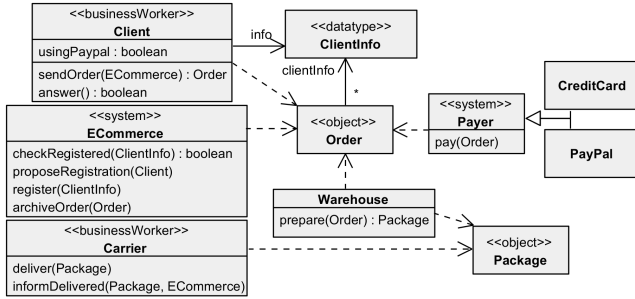 <<businessWorker>>
Client
usingPaypal : boolean
sendOrder(ECommerce) : Order
answer() : boolean
info
<<datatype>>
ClientInfo
clientInfo
*
<<system>>
ECommerce
checkRegistered(ClientInfo) : boolean
proposeRegistration(Client)
register(ClientInfo)
archiveOrder(Order)
<<object>>
Order
<<system>>
Payer
pay(Order)
CreditCard
PayPal
Warehouse
prepare(Order) : Package
<<businessWorker>>
Carrier
deliver(Package)
informDelivered(Package, ECommerce)
<<object>>
Package